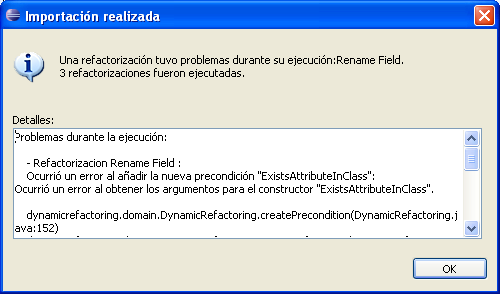 Importación realizada
Una refactorización tuvo problemas durante su ejecución:Rename Field.
3 refactorizaciones fueron ejecutadas.
Detalles:
Problemas durante la ejecución:
- Refactorizacion Rename Field :
Ocurrió un error al añadir la nueva precondición "ExistsAttributeInClass":
Ocurrió un error al obtener los argumentos para el constructor "ExistsAttributeInClass".
dynamicrefactoring.domain.DynamicRefactoring.createPrecondition(DynamicRefactoring.j
ava:152)
OK